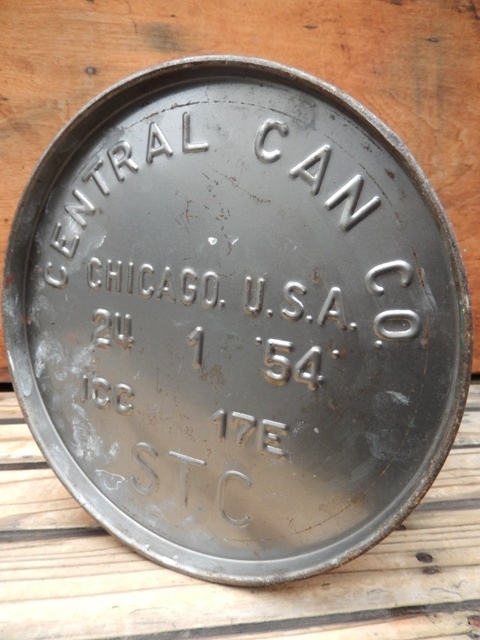 CENTRAL CAN CO.
CHICAGO. U.S.A.
24 1 '54'
ICC 17E
STC